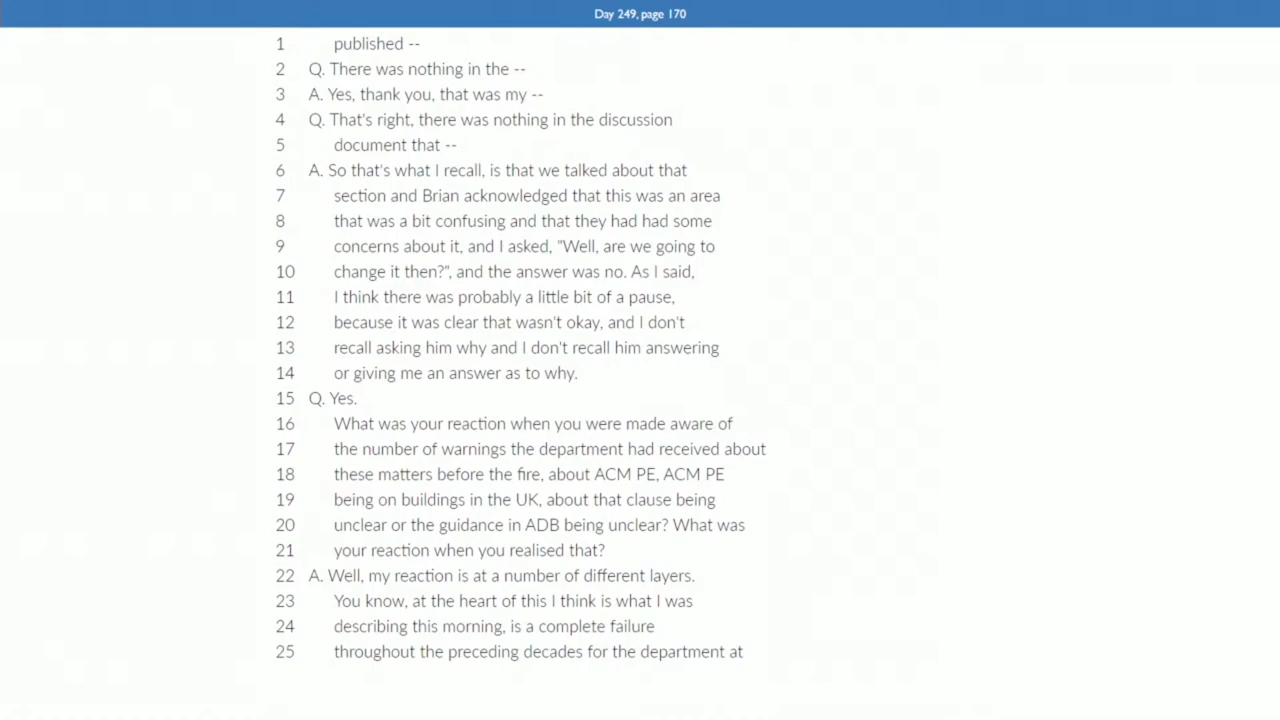 Day 249, page 170
1 published --
2 Q. There was nothing in the --
3 A. Yes, thank you, that was my --
4 Q. That's right, there was nothing in the discussion
5 document that --
6 A. So that's what I recall, is that we talked about that
7 section and Brian acknowledged that this was an area
8 that was a bit confusing and that they had had some
9 concerns about it, and I asked, "Well, are we going to
10 change it then?", and the answer was no. As I said,
11 I think there was probably a little bit of a pause,
12 because it was clear that wasn't okay, and I don't
13 recall asking him why and I don't recall him answering
14 or giving me an answer as to why.
15 Q. Yes.
16 What was your reaction when you were made aware of
17 the number of warnings the department had received about
18 these matters before the fire, about ACM PE, ACM PE
19 being on buildings in the UK, about that clause being
20 unclear or the guidance in ADB being unclear? What was
21 your reaction when you realised that?
22 A. Well, my reaction is at a number of different layers.
23 You know, at the heart of this I think is what I was
24 describing this morning, is a complete failure
25 throughout the preceding decades for the department at